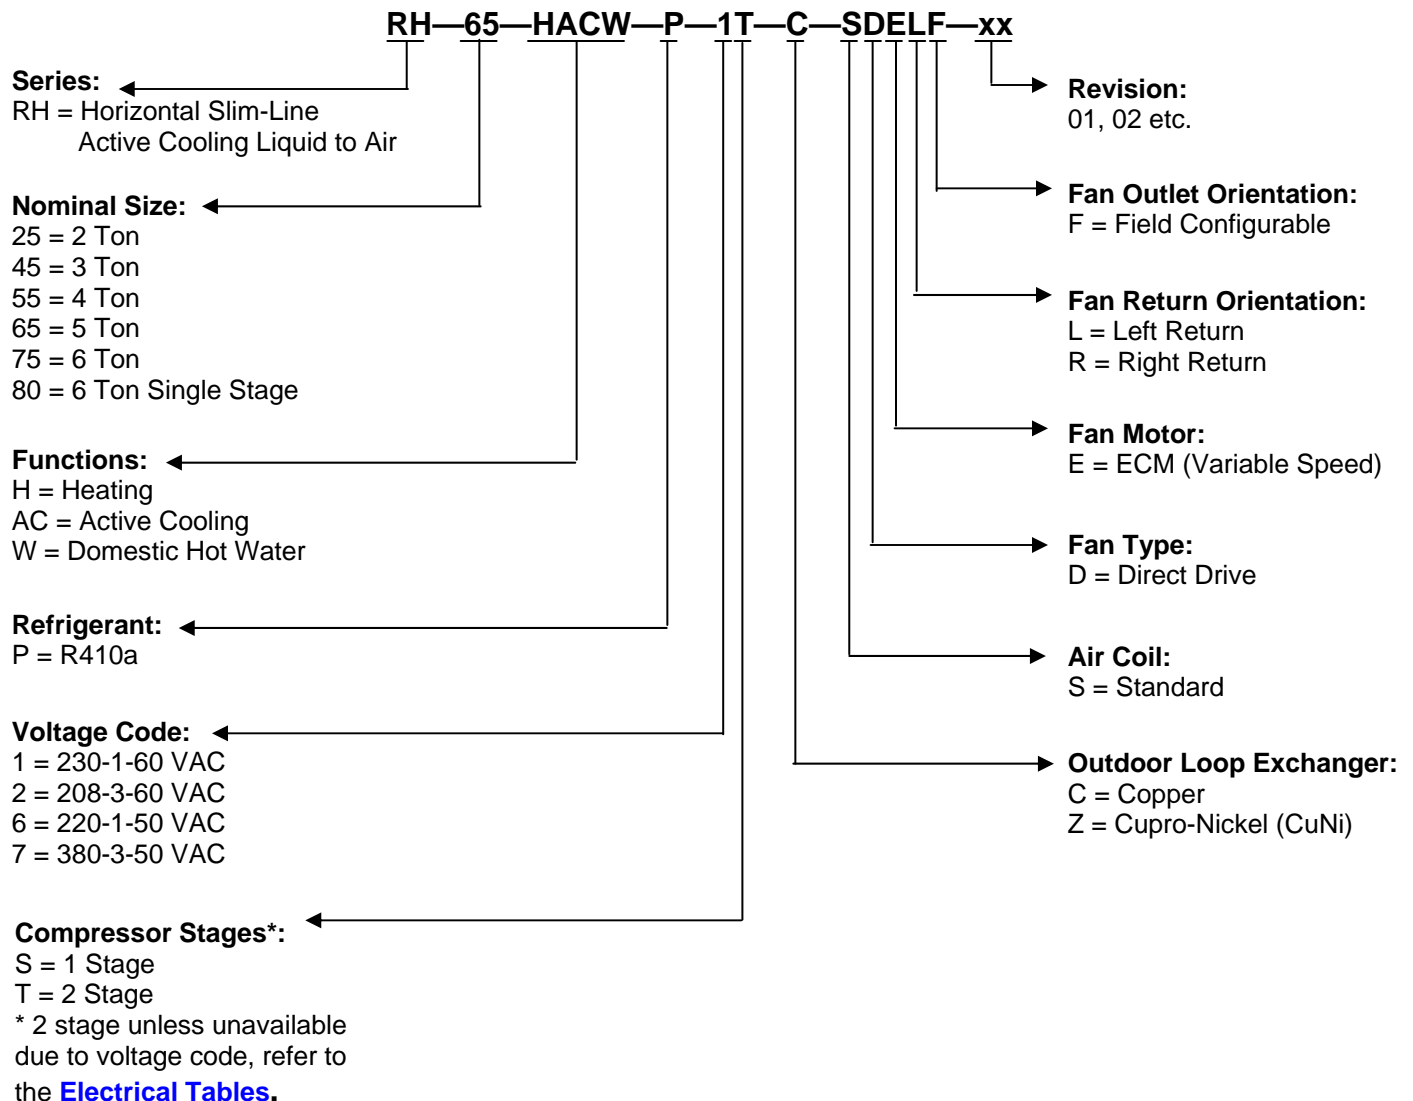 RH—65—HACW—P—1T—C—SDELF—xx
Series:
RH = Horizontal Slim-Line
Active Cooling Liquid to Air
Nominal Size:
25 = 2 Ton
45 = 3 Ton
55 = 4 Ton
65 = 5 Ton
75 = 6 Ton
80 = 6 Ton Single Stage
Functions:
H = Heating
AC = Active Cooling
W = Domestic Hot Water
Refrigerant:
P = R410a
Voltage Code:
1 = 230-1-60 VAC
2 = 208-3-60 VAC
6 = 220-1-50 VAC
7 = 380-3-50 VAC
Compressor Stages*:
S = 1 Stage
T = 2 Stage
* 2 stage unless unavailable
due to voltage code, refer to
the Electrical Tables.
Revision:
01, 02 etc.
Fan Outlet Orientation:
F = Field Configurable
Fan Return Orientation:
L = Left Return
R = Right Return
Fan Motor:
E = ECM (Variable Speed)
Fan Type:
D = Direct Drive
Air Coil:
S = Standard
Outdoor Loop Exchanger:
C = Copper
Z = Cupro-Nickel (CuNi)